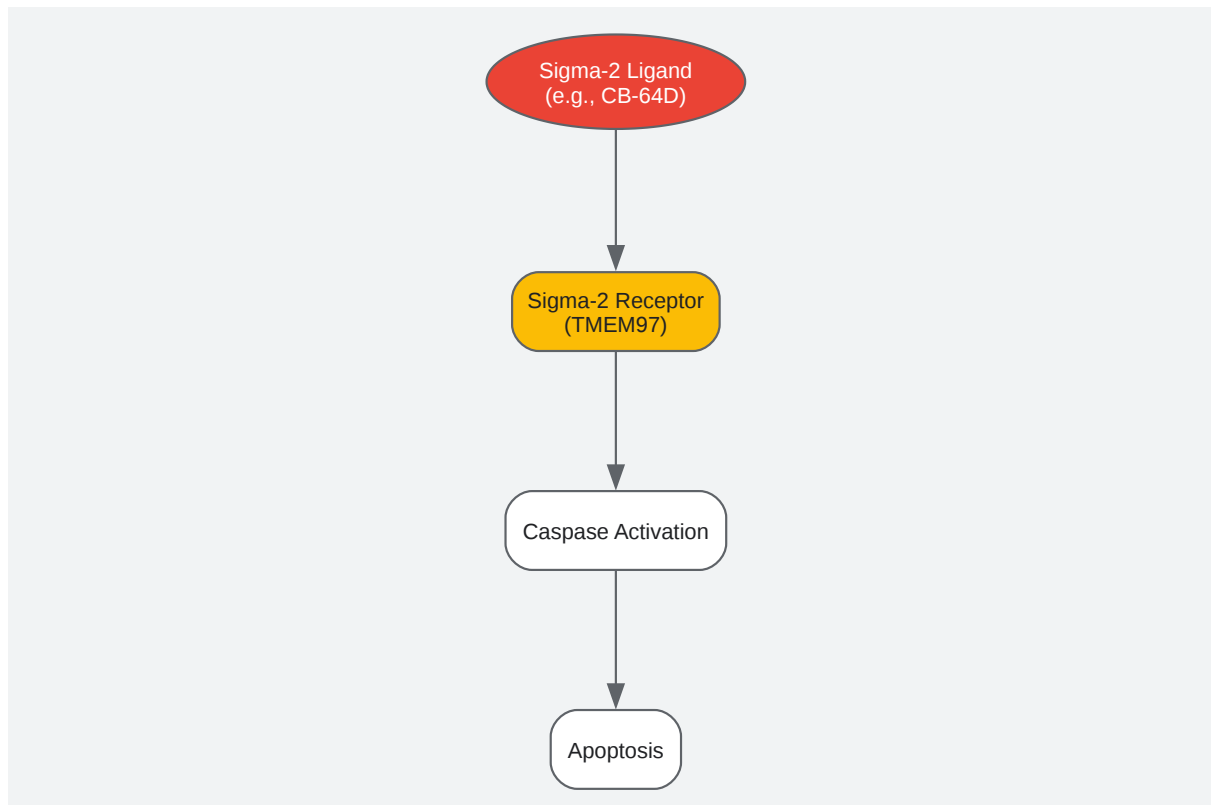 Sigma-2 Ligand
(e.g., CB-64D)
Sigma-2 Receptor
(TMEM97)
Caspase Activation
Apoptosis